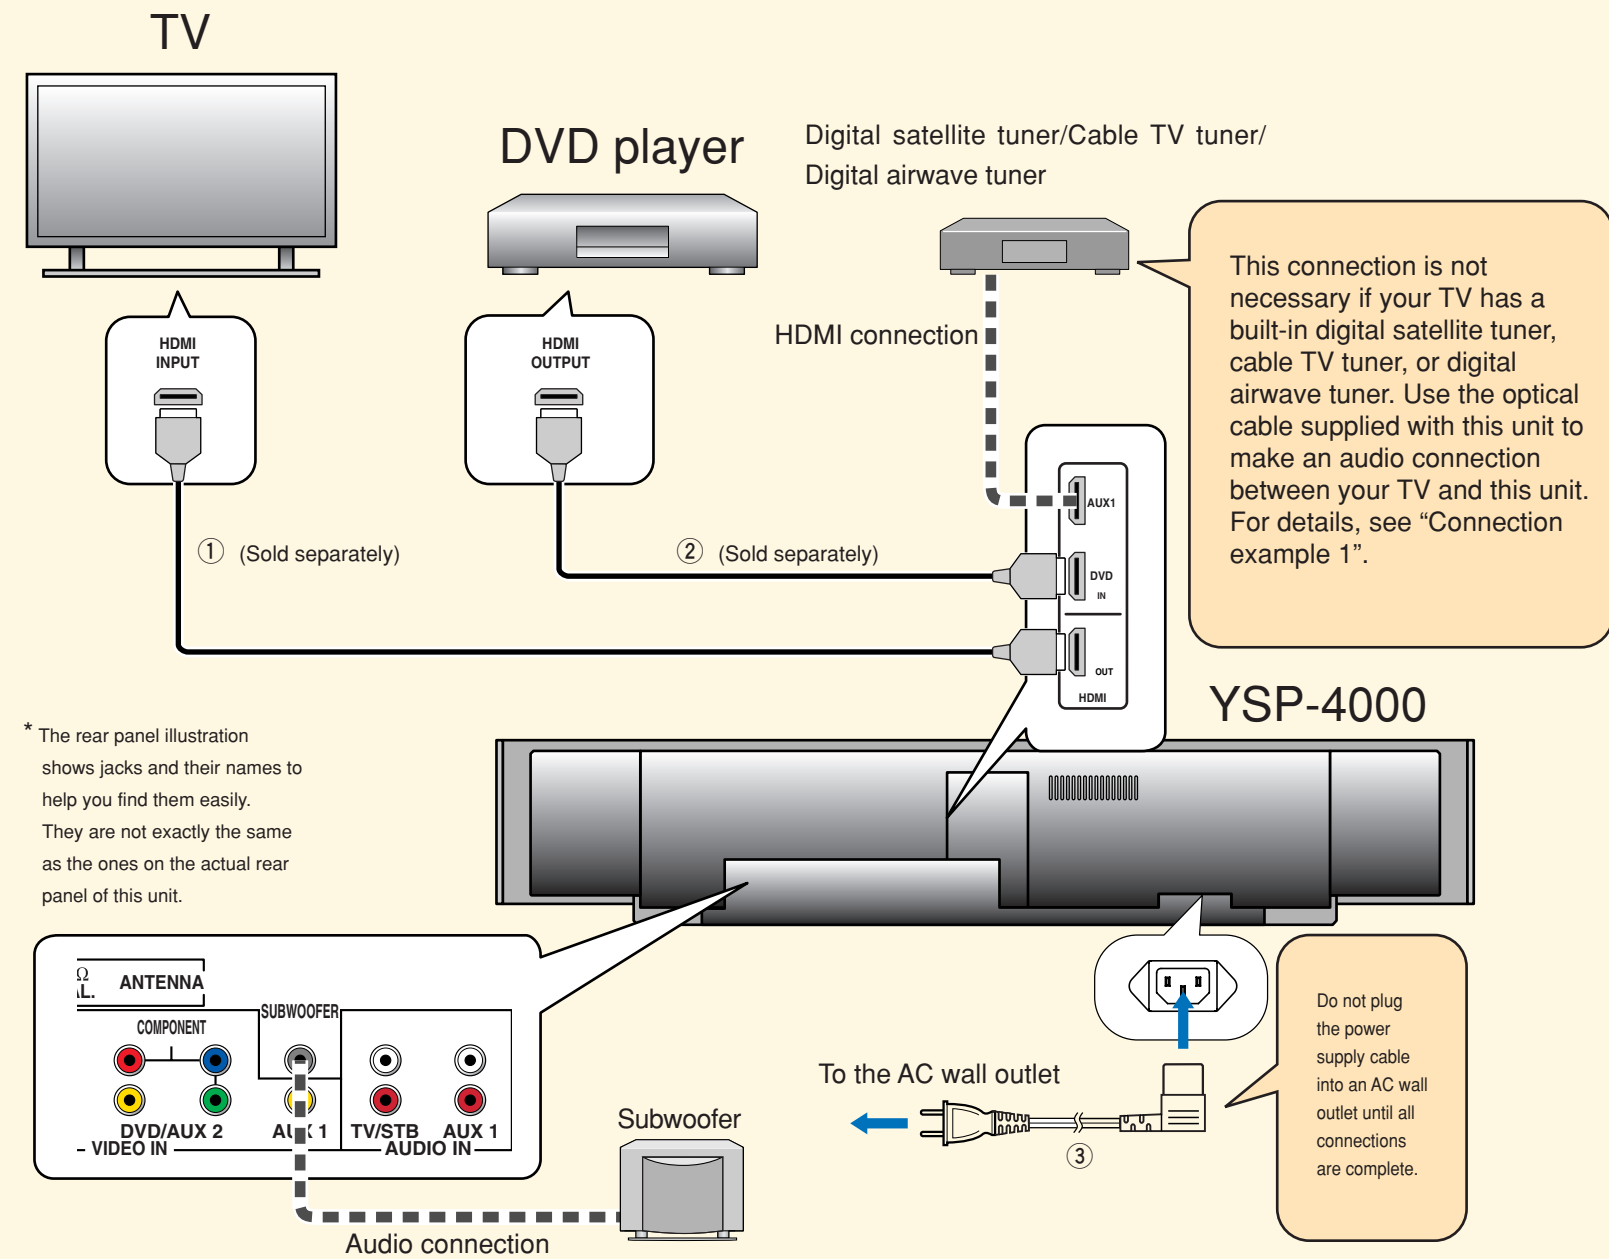 TV
DVD player
Digital satellite tuner/Cable TV tuner/
Digital airwave tuner
This connection is not
necessary if your TV has a
built-in digital satellite tuner,
cable TV tuner, or digital
airwave tuner. Use the optical
cable supplied with this unit to
make an audio connection
between your TV and this unit.
For details, see “Connection
example 1”.
HDMI
INPUT
HDMI
OUTPUT
HDMI connection
AUX1
① (Sold separately)
② (Sold separately)
DVD
IN
OUT
HDMI
YSP-4000
* The rear panel illustration
shows jacks and their names to
help you find them easily.
They are not exactly the same
as the ones on the actual rear
panel of this unit.
Ω
AL.
ANTENNA
SUBWOOFER
COMPONENT
DVD/AUX 2
AUX 1
TV/STB
AUX 1
VIDEO IN
AUDIO IN
Subwoofer
Audio connection
To the AC wall outlet
③
Do not plug
the power
supply cable
into an AC wall
outlet until all
connections
are complete.